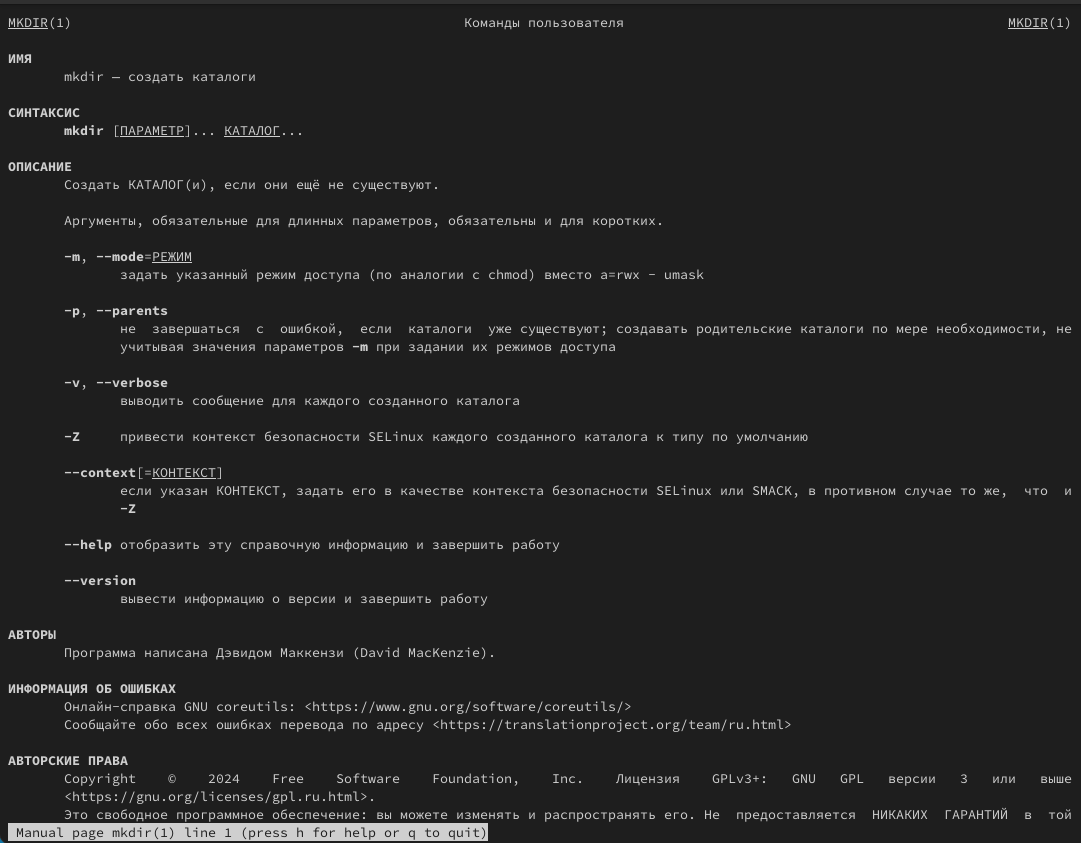 MKDIR(1) Команды пользователя MKDIR(1)
ИМЯ
mkdir – создать каталоги
СИНТАКСИС
mkdir [ПАРАМЕТР]... КАТАЛОГ...
ОПИСАНИЕ
Создать КАТАЛОГ(и), если они ещё не существуют.
Аргументы, обязательные для длинных параметров, обязательны и для коротких.
-m, --mode=РЕЖИМ
задать указанный режим доступа (по аналогии с chmod) вместо a=rwx - umask
-p, --parents
не завершаться с ошибкой, если каталоги уже существуют; создавать родительские каталоги по мере необходимости, не
учитывая значения параметров -m при задании их режимов доступа
-v, --verbose
выводить сообщение для каждого созданного каталога
-Z привести контекст безопасности SELinux каждого созданного каталога к типу по умолчанию
--context[=КОНТЕКСТ]
если указан КОНТЕКСТ, задать его в качестве контекста безопасности SELinux или SMACK, в противном случае то же, что и
-Z
--help отобразить эту справочную информацию и завершить работу
--version
вывести информацию о версии и завершить работу
АВТОРЫ
Программа написана Дэвидом Маккензи (David MacKenzie).
ИНФОРМАЦИЯ ОБ ОШИБКАХ
Онлайн-справка GNU coreutils: <https://www.gnu.org/software/coreutils/>
Сообщайте обо всех ошибках перевода по адресу <https://translationproject.org/team/ru.html>
АВТОРСКИЕ ПРАВА
Copyright © 2024 Free Software Foundation, Inc. Лицензия GPLv3+: GNU GPL версии 3 или выше
<https://gnu.org/licenses/gpl.ru.html>.
Это свободное программное обеспечение: вы можете изменять и распространять его. Не предоставляется НИКАКИХ ГАРАНТИЙ в той
Manual page mkdir(1) line 1 (press h for help or q to quit)